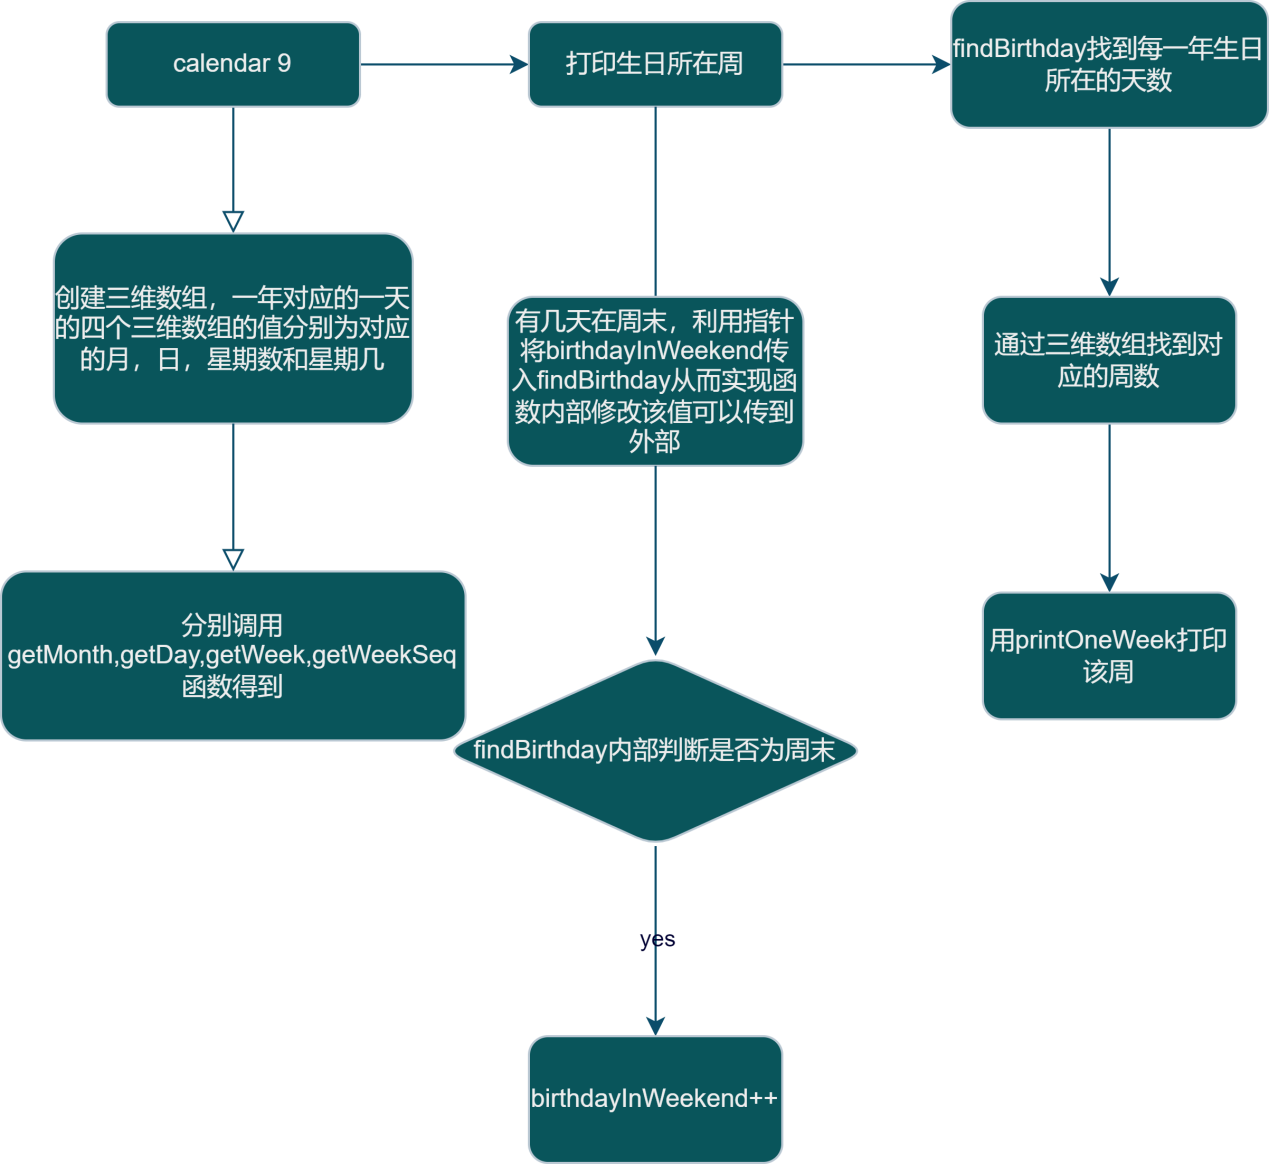 calendar 9
打印生日所在周
findBirthday找到每一年生日
所在的天数
创建三维数组，一年对应的一天
的四个三维数组的值分别为对应
的月，日，星期数和星期几
有几天在周末，利用指针
将birthdayInWeekend传
入findBirthday从而实现函
数内部修改该值可以传到
外部
通过三维数组找到对
应的周数
分别调用
getMonth,getDay,getWeek,getWeekSeq
函数得到
用printOneWeek打印
该周
findBirthday内部判断是否为周末
yes
birthdayInWeekend++